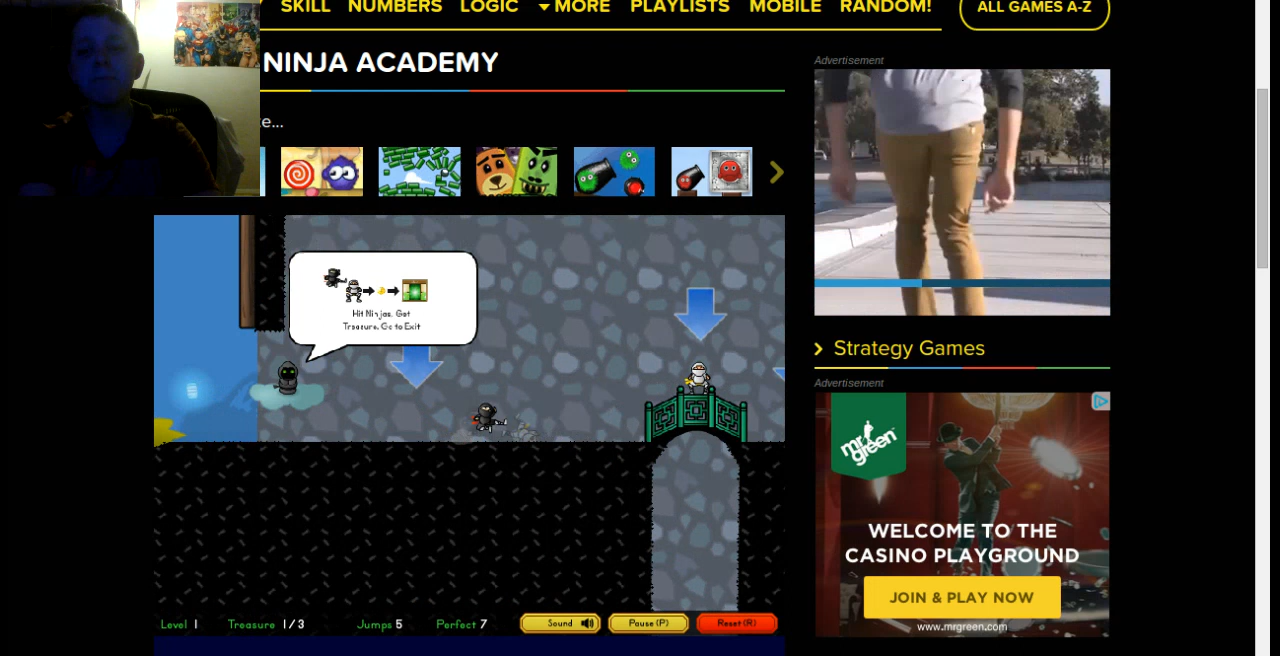 SKILL NUMBERS LOGIC MORE PLAYLISTS MOBILE RANDOM! ALL GAMES A-Z
NINJA ACADEMY
e...
Hit Ninjas. Get
Treasure. Go to Exit
Level 1 Treasure 1/3 Jumps 5 Perfect 7 Sound Pause (P) Reset (R)
Advertisement
Strategy Games
Advertisement
mr green
WELCOME TO THE
CASINO PLAYGROUND
JOIN & PLAY NOW
www.mrgreen.com